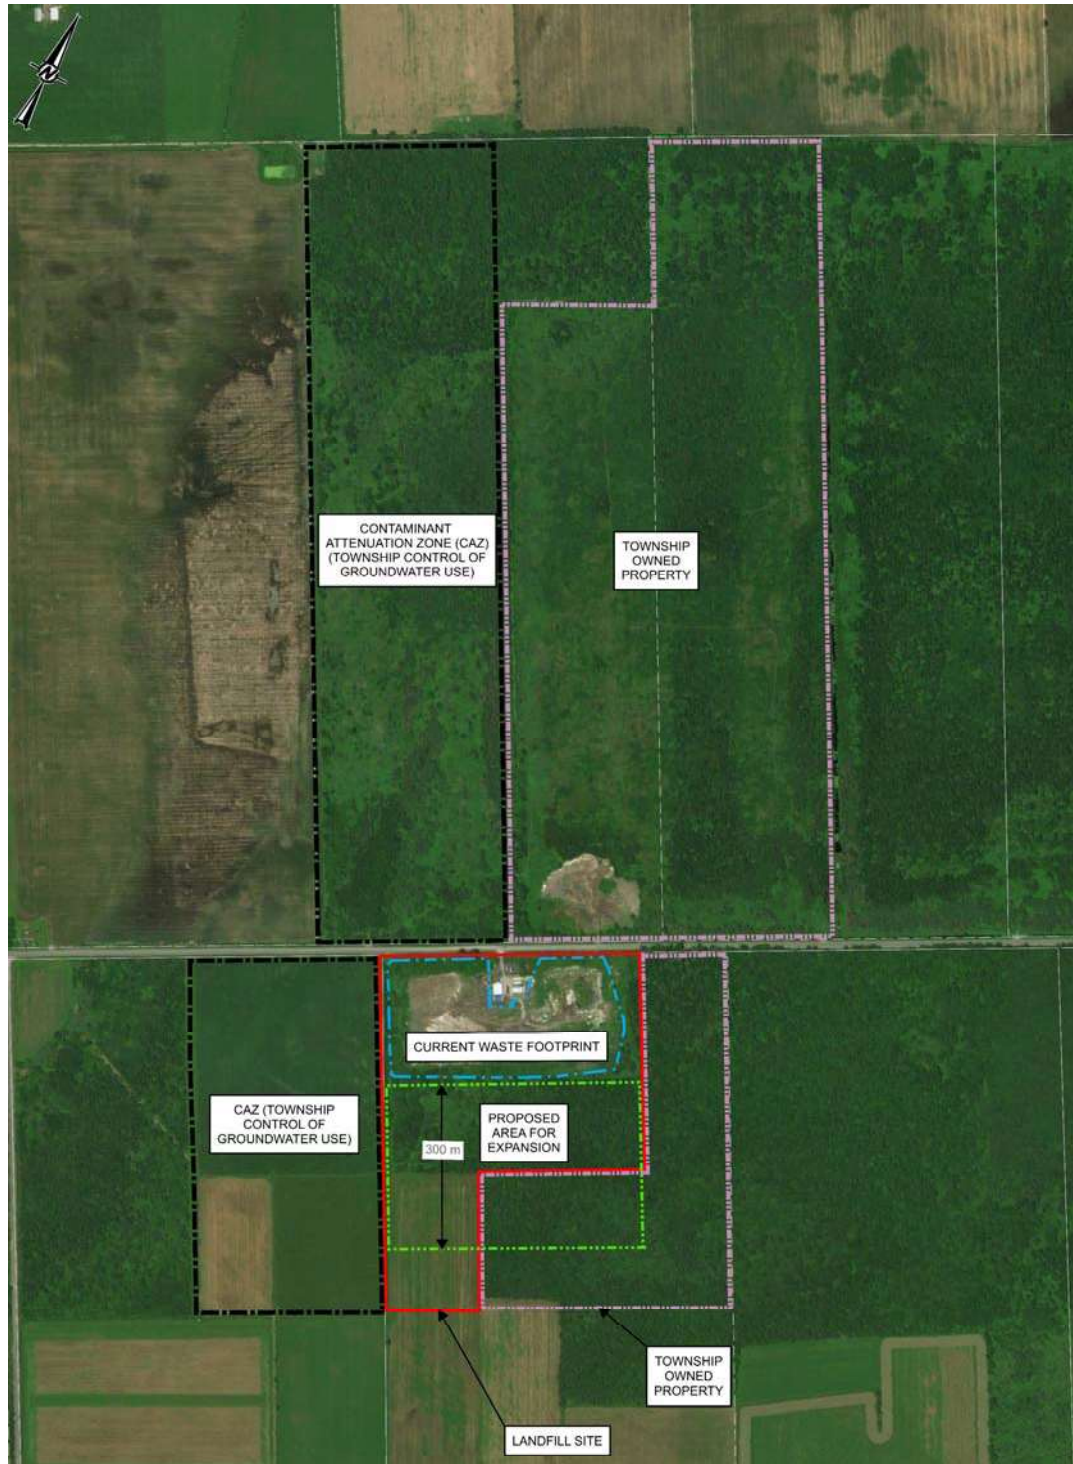 N
CONTAMINANT
ATTENUATION ZONE (CAZ)
(TOWNSHIP CONTROL OF
GROUNDWATER USE)
TOWNSHIP
OWNED
PROPERTY
CURRENT WASTE FOOTPRINT
CAZ (TOWNSHIP
CONTROL OF
GROUNDWATER USE)
PROPOSED
AREA FOR
EXPANSION
300 m
TOWNSHIP
OWNED
PROPERTY
LANDFILL SITE